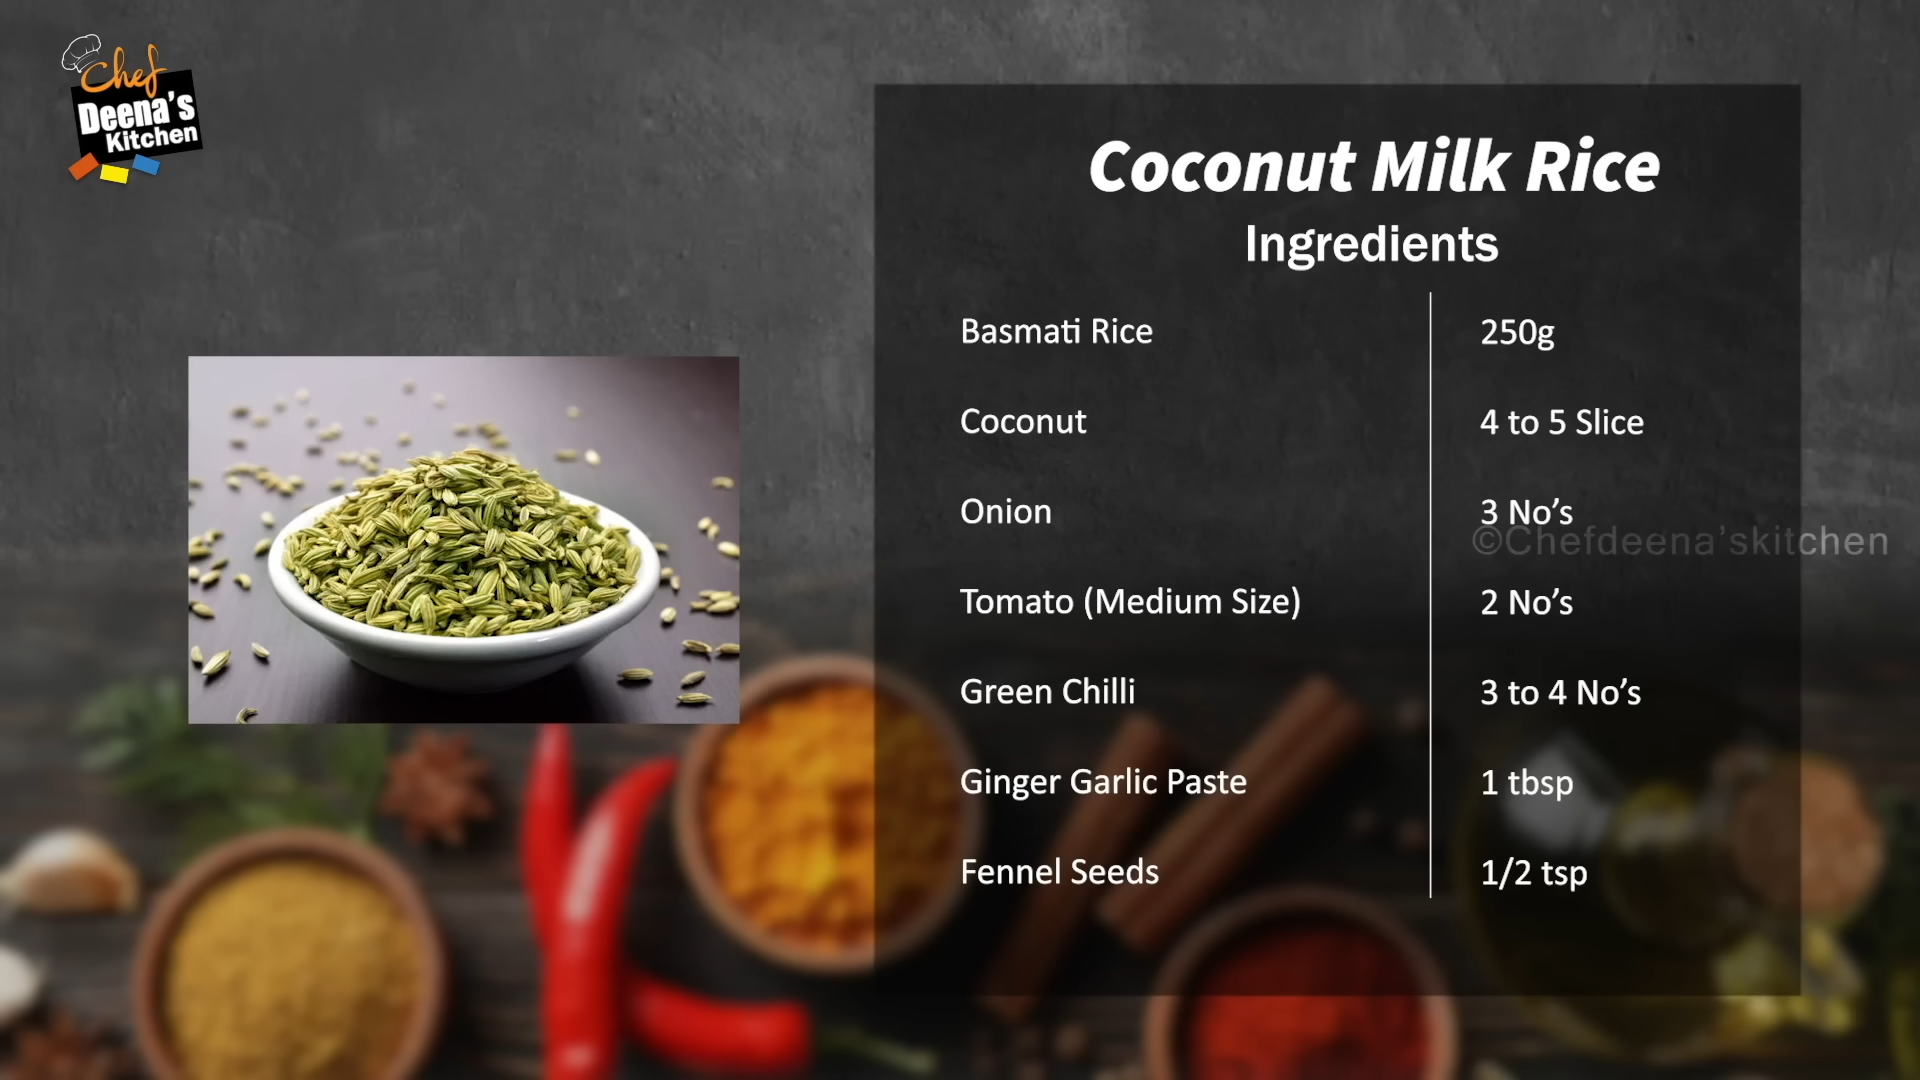 Chef
Deena's
Kitchen
Coconut Milk Rice
Ingredients
Basmati Rice 250g
Coconut 4 to 5 Slice
Onion 3 No’s
©Chefdeena'skitchen
Tomato (Medium Size) 2 No’s
Green Chilli 3 to 4 No’s
Ginger Garlic Paste 1 tbsp
Fennel Seeds 1/2 tsp